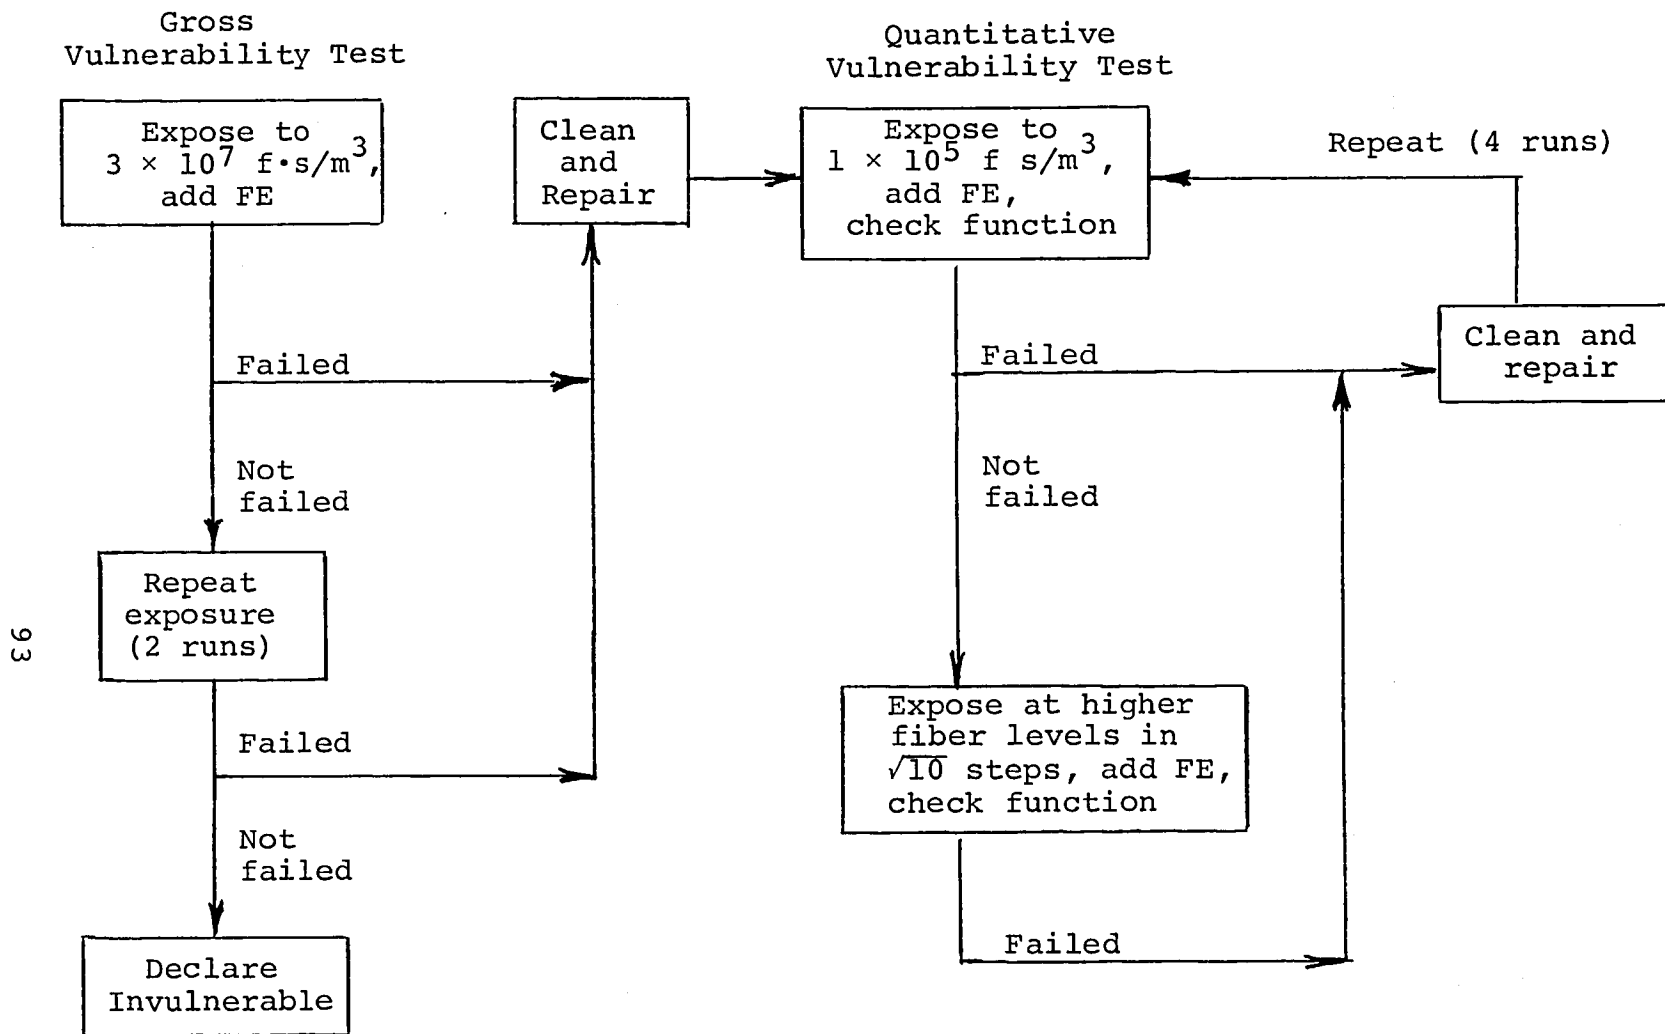 Gross
Vulnerability Test
Expose to
3 × 10⁷ f·s/m³,
add FE
Failed
Not
failed
Repeat
exposure
(2 runs)
Failed
Not
failed
Declare
Invulnerable
Clean
and
Repair
Quantitative
Vulnerability Test
Expose to
1 × 10⁵ f s/m³,
add FE,
check function
Repeat (4 runs)
Failed
Clean and
repair
Not
failed
Expose at higher
fiber levels in
√10 steps, add FE,
check function
Failed
93